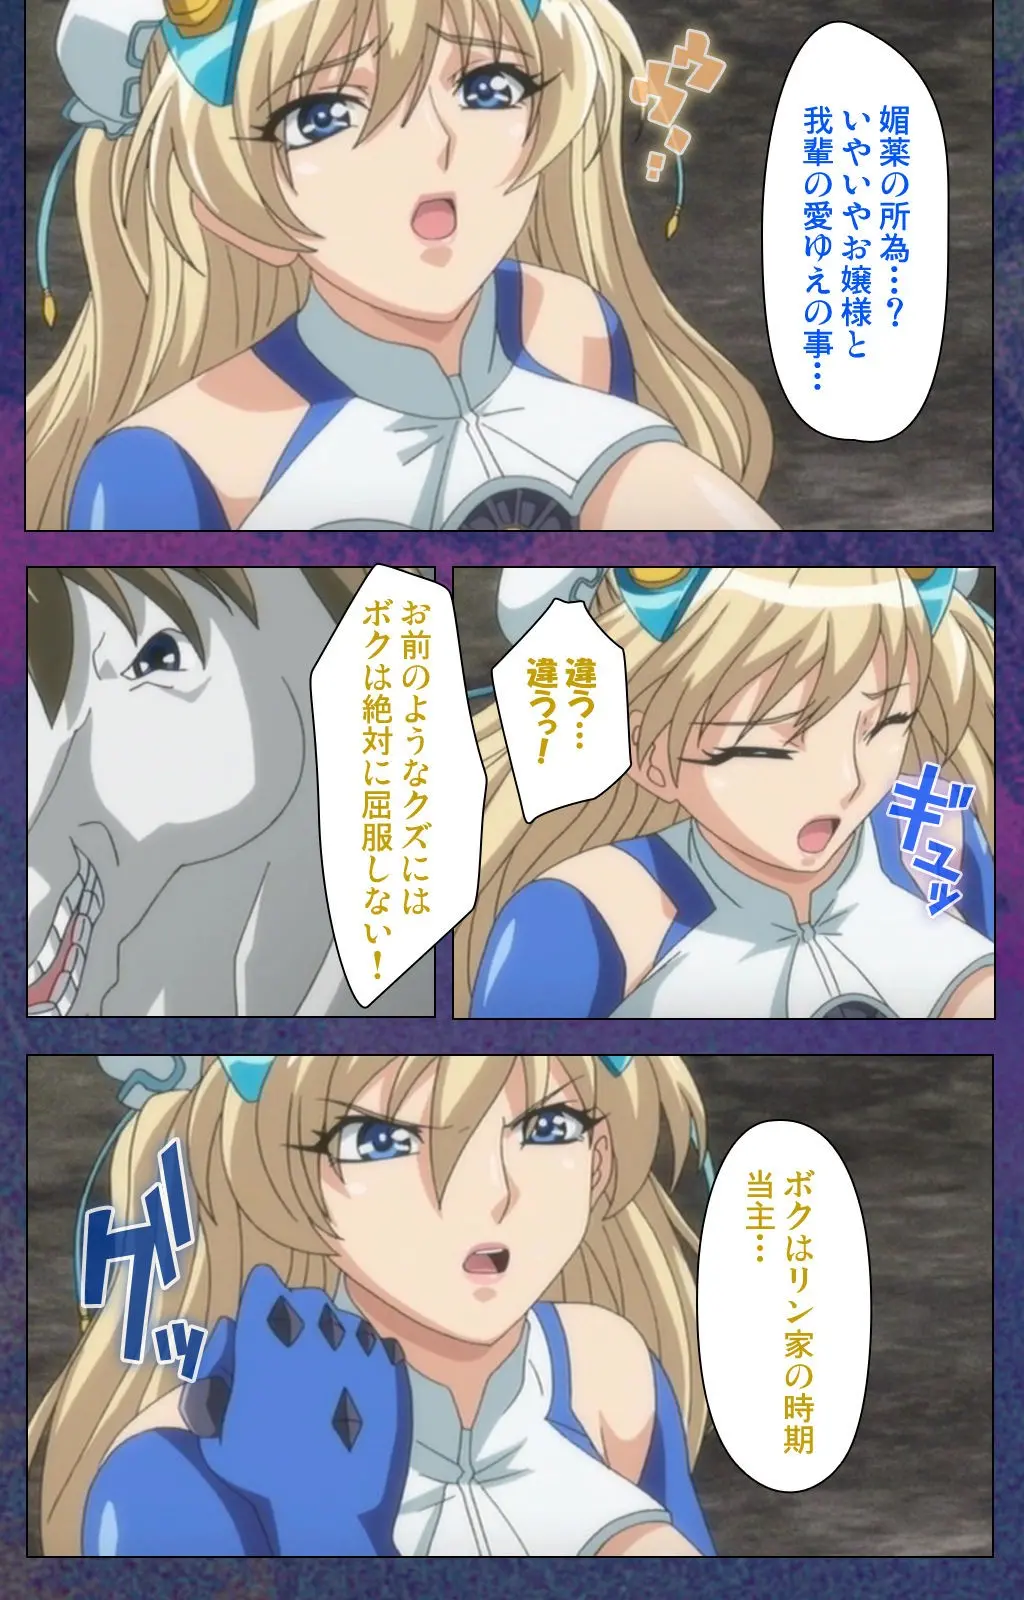 媚薬の所為…?
いやいやお嬢様と
我輩の愛ゆえの事…
ウウ…
違う…
違うっ!
ギュッ
お前のようなクズには
ボクは絶対に屈服しない!
ボクはリン家の時期
当主…
グッ